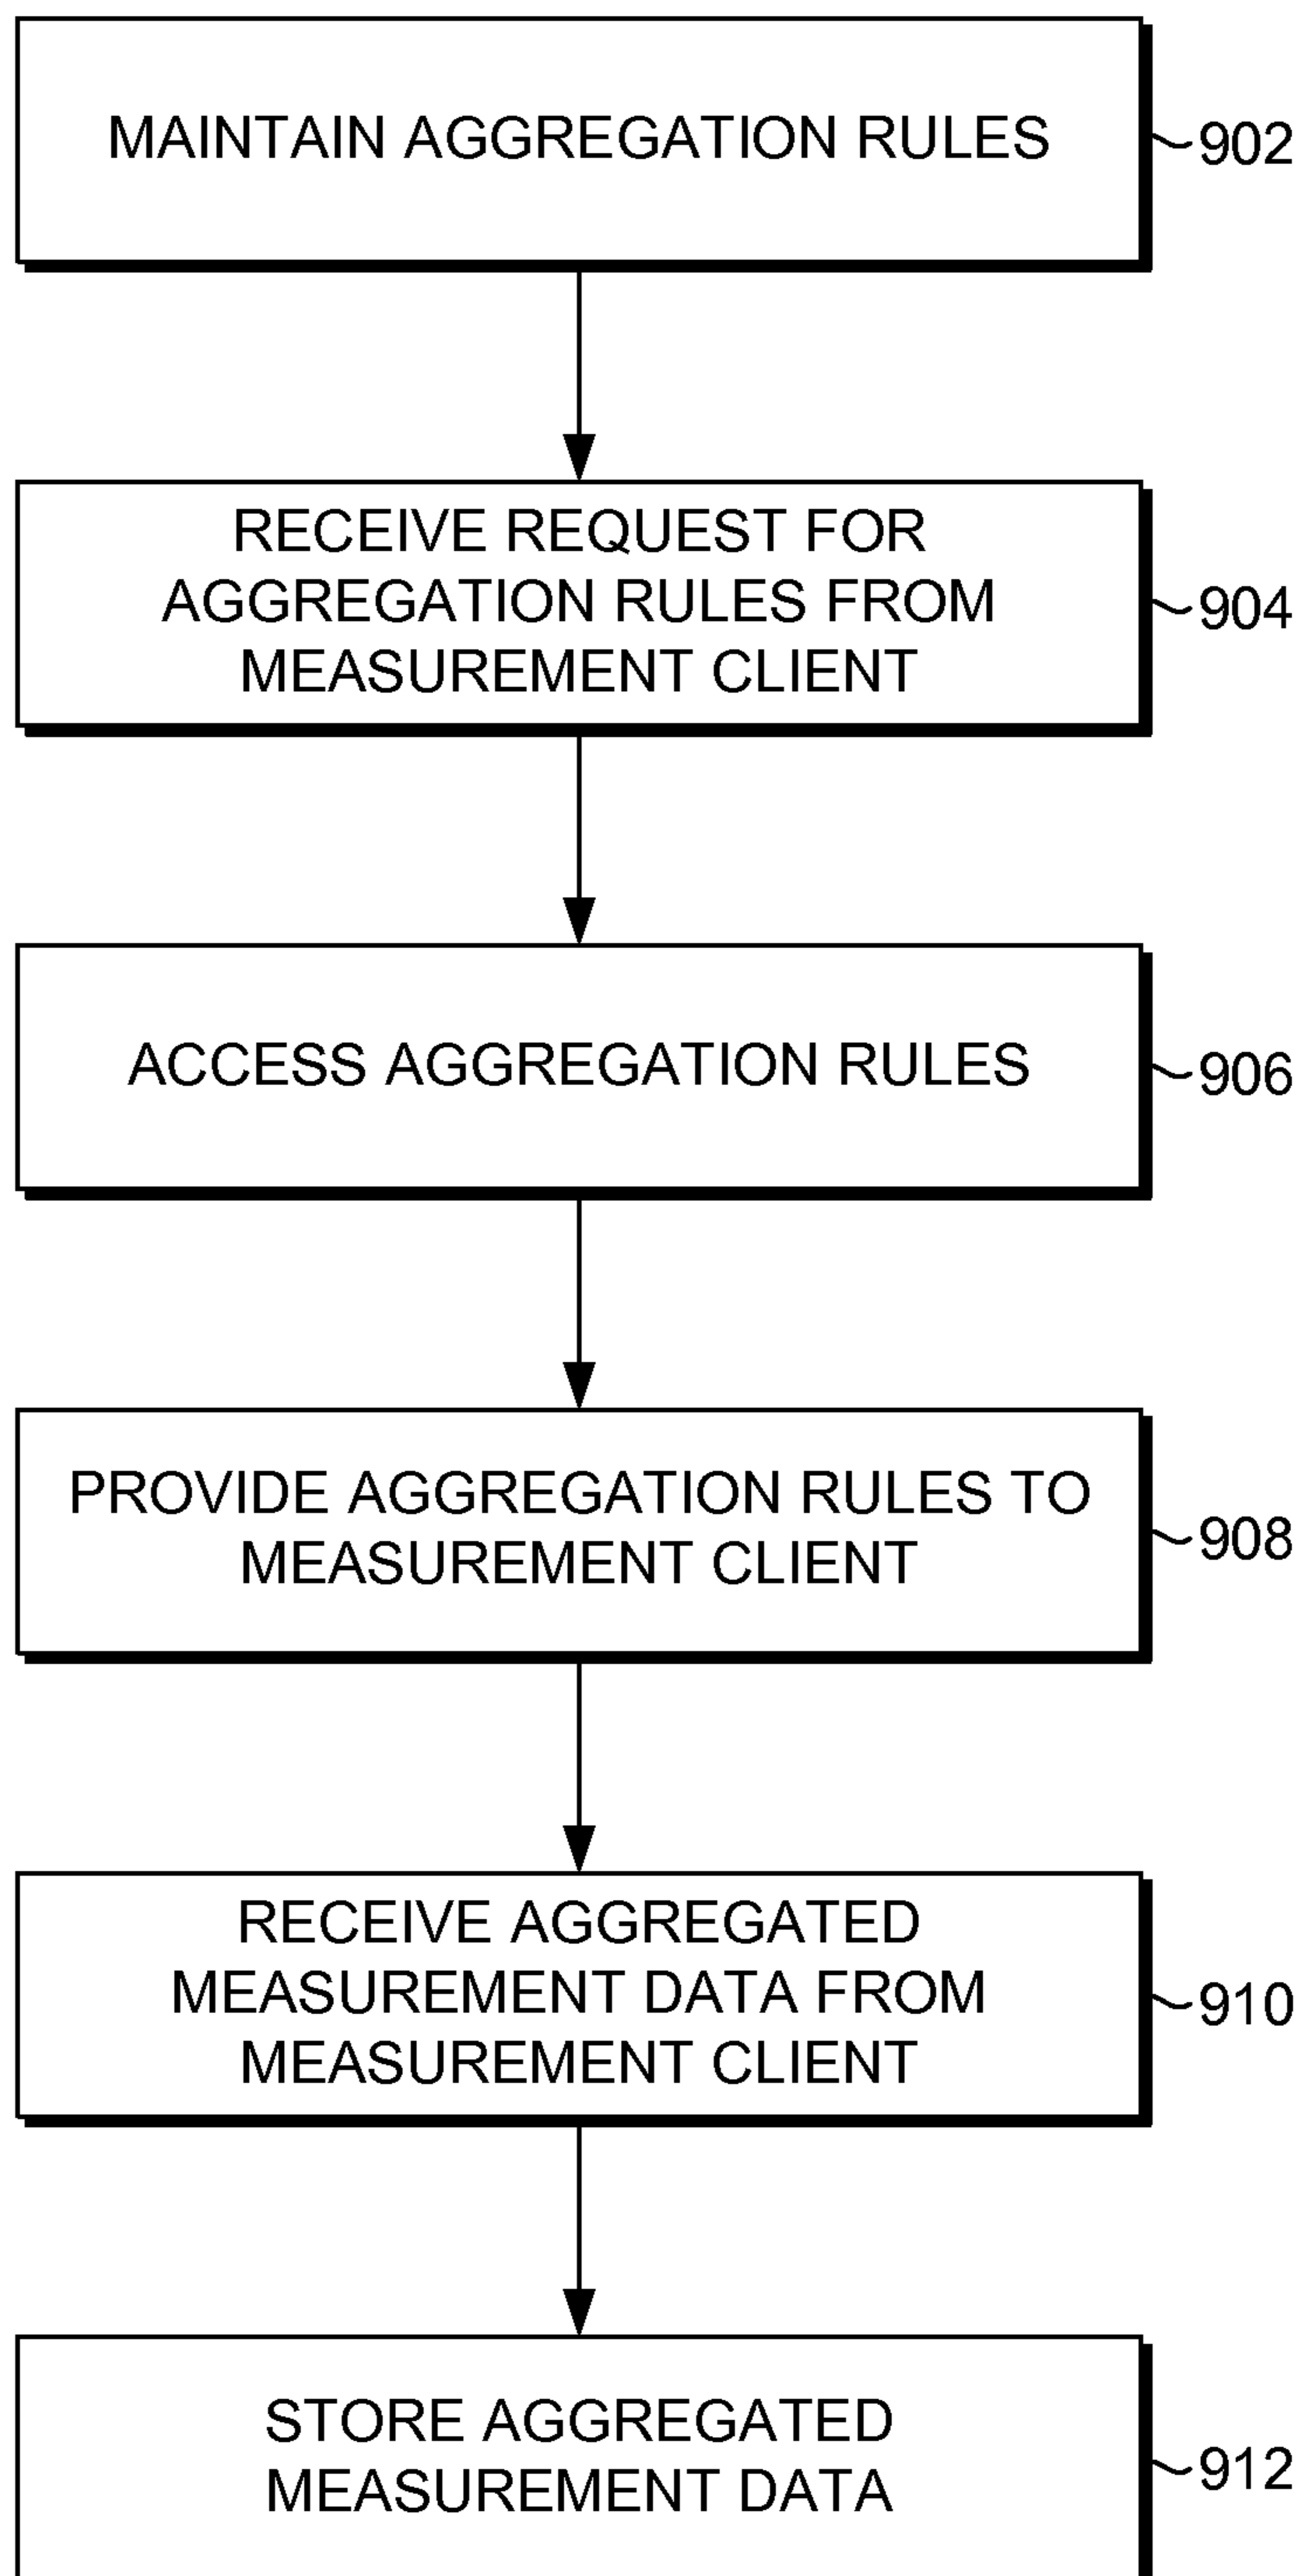 MAINTAIN AGGREGATION RULES
902
RECEIVE REQUEST FOR
AGGREGATION RULES FROM
MEASUREMENT CLIENT
904
ACCESS AGGREGATION RULES
906
PROVIDE AGGREGATION RULES TO
MEASUREMENT CLIENT
908
RECEIVE AGGREGATED
MEASUREMENT DATA FROM
MEASUREMENT CLIENT
910
STORE AGGREGATED
MEASUREMENT DATA
912